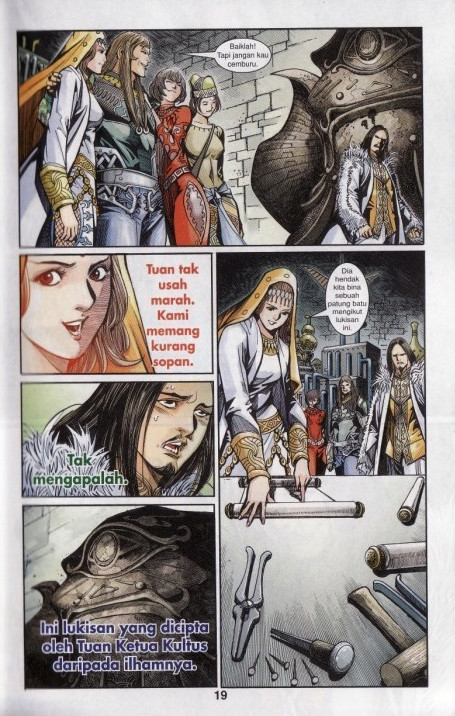 Baiklah!
Tapi jangan kau
cemburu.
Tuan tak
usah
marah.
Kami
memang
kurang
sopan.
Dia
hendak
kita bina
sebuah
patung batu
mengikut
lukisan
ini.
Tak
mengapalah.
Ini lukisan yang dicipta
oleh Tuan Ketua Kultus
daripada ilhamnya.
19